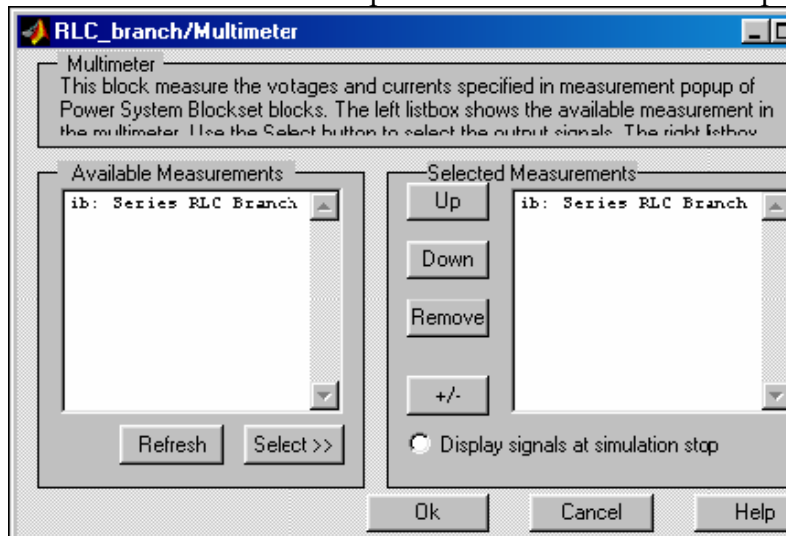 RLC_branch/Multimeter
Multimeter
This block measure the votages and currents specified in measurement popup of
Power System Blockset blocks. The left listbox shows the available measurement in
the multimeter. Use the Select button to select the output signals. The right listbox
Available Measurements
ib: Series RLC Branch
Refresh
Select >>
Selected Measurements
Up
Down
Remove
+/-
ib: Series RLC Branch
Display signals at simulation stop
Ok
Cancel
Help